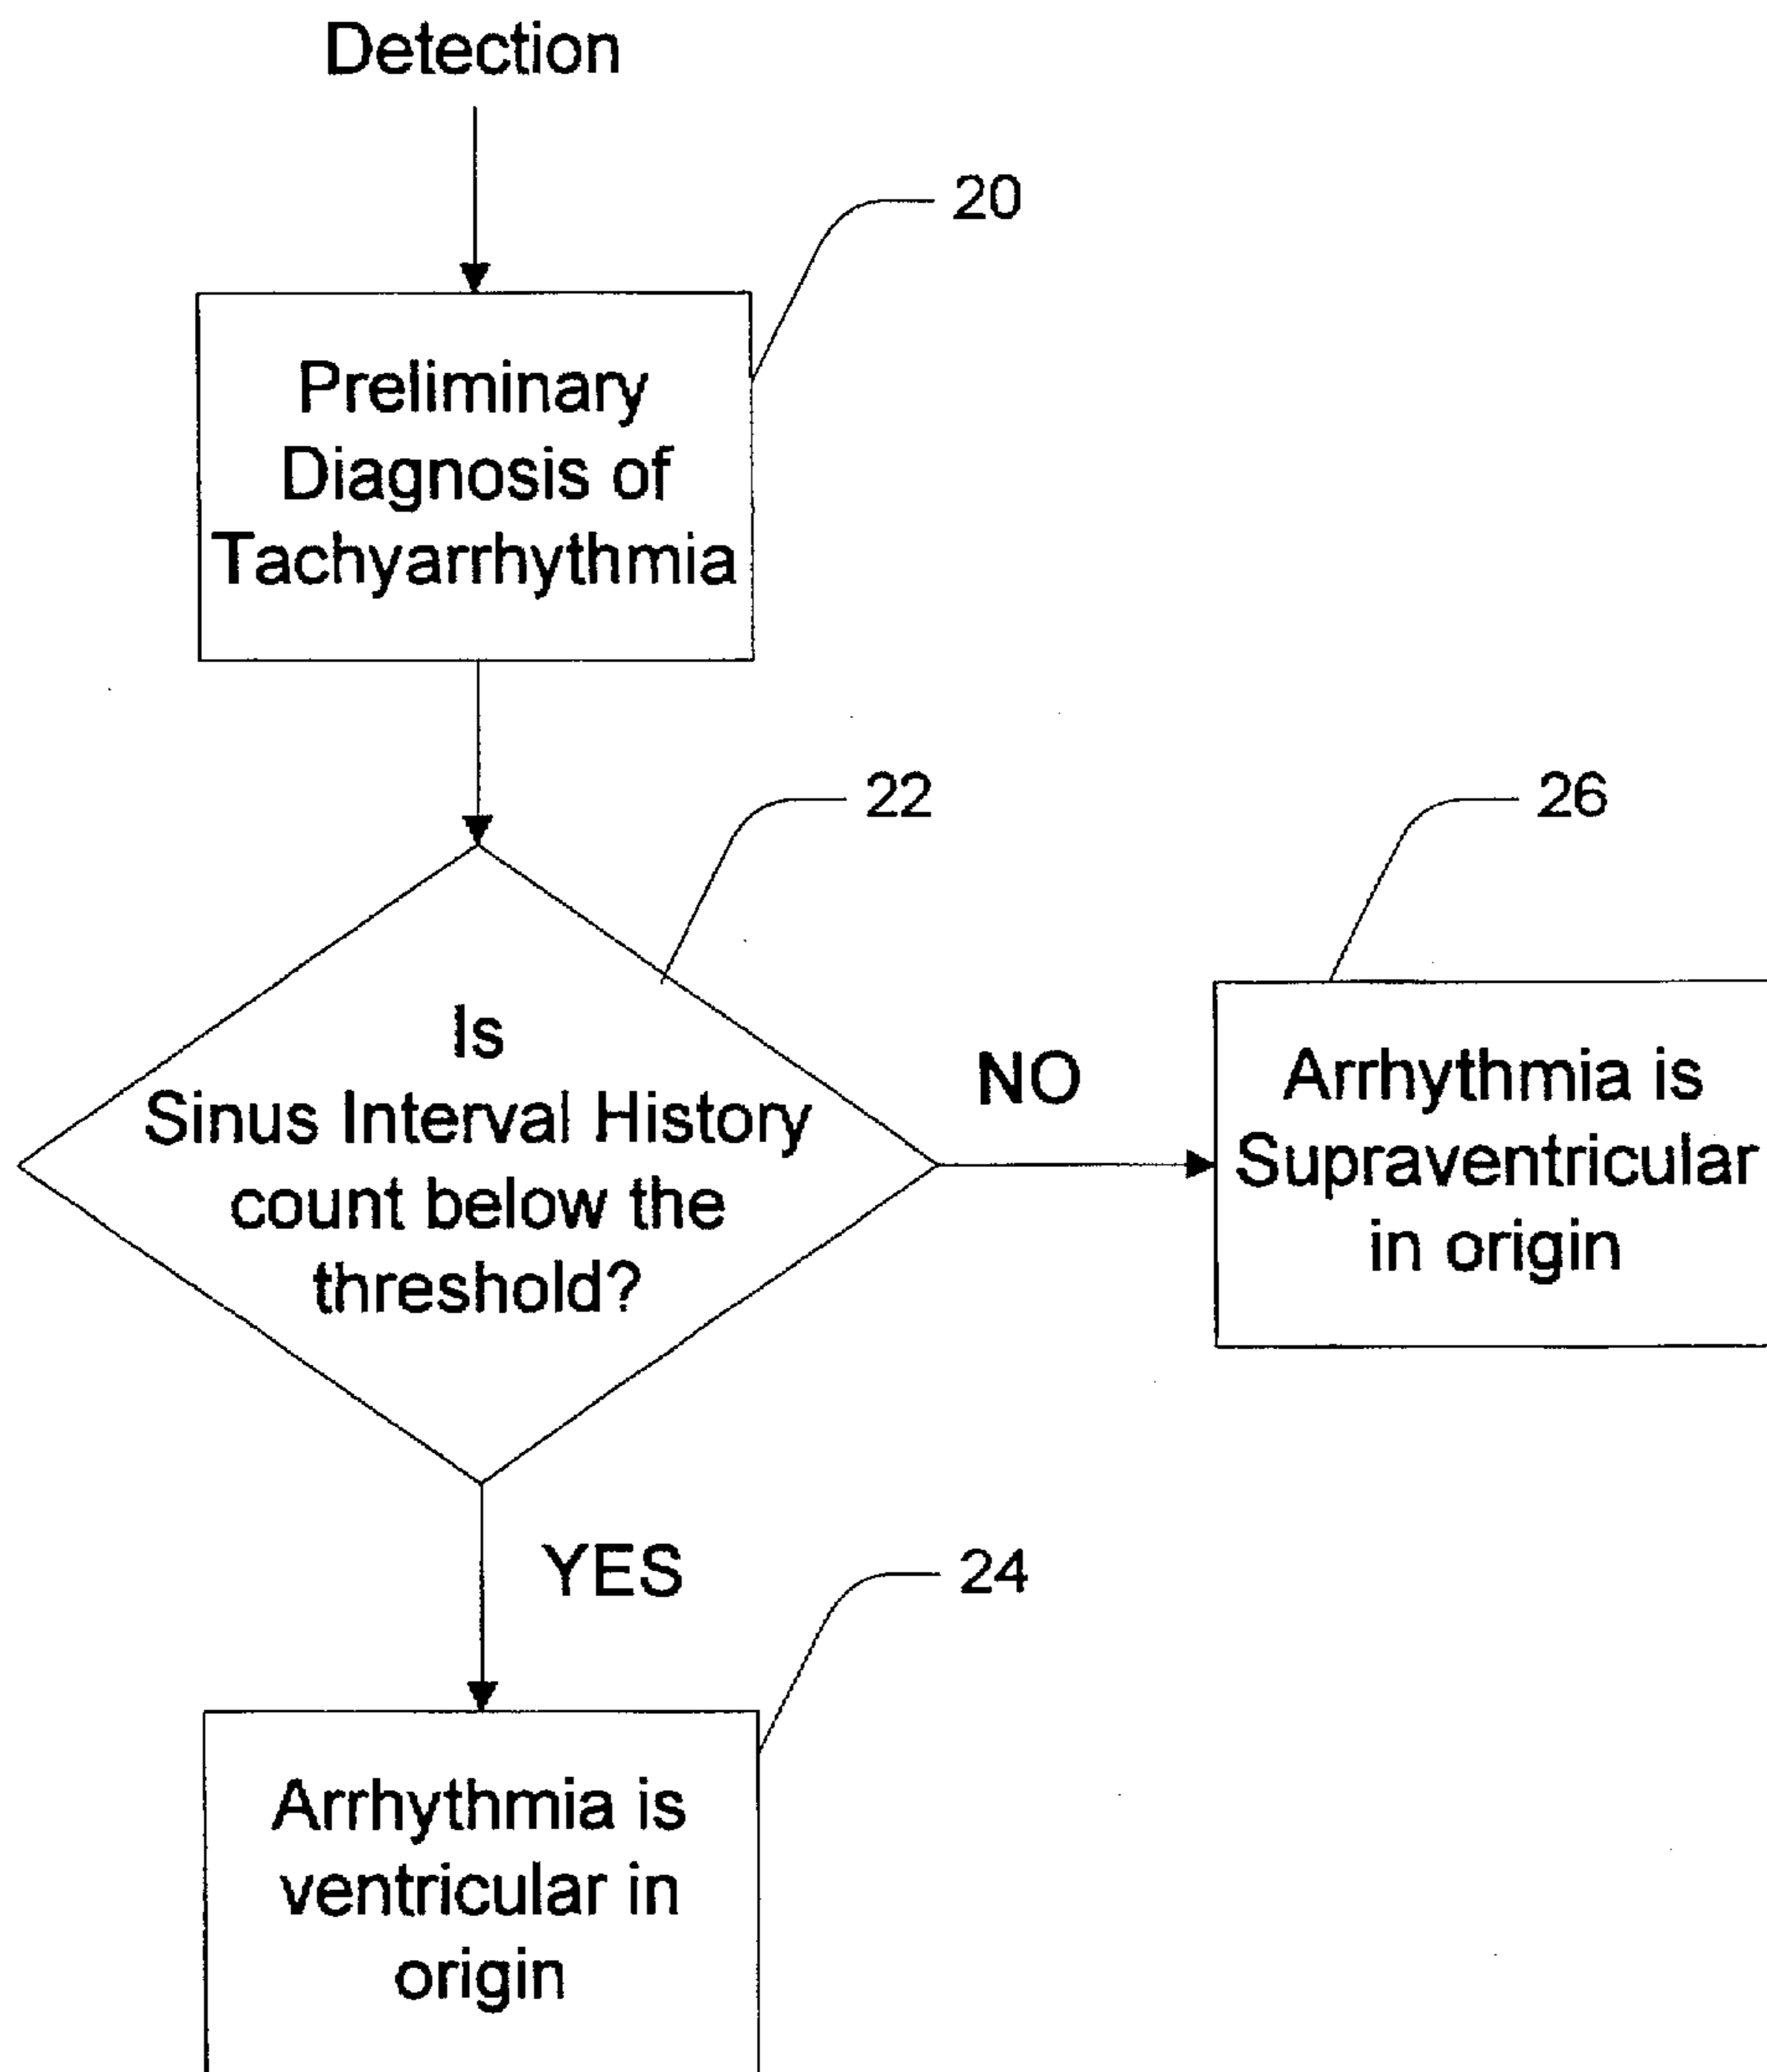 Detection
20
Preliminary
Diagnosis of
Tachyarrhythmia
22
26
Is
Sinus Interval History
count below the
threshold?
NO
Arrhythmia is
Supraventricular
in origin
YES
24
Arrhythmia is
ventricular in
origin